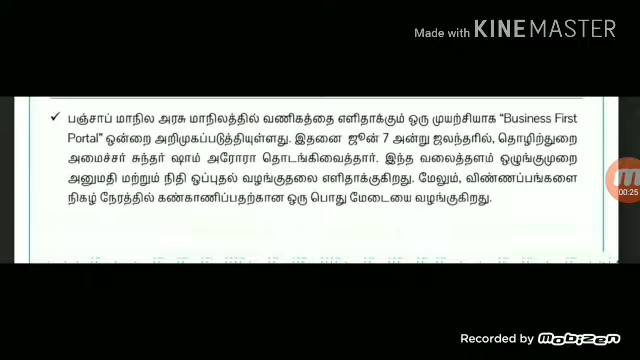 Made with KINEMASTER
✓ பஞ்சாப் மாநில அரசு மாநிலத்தில் வணிகத்தை எளிதாக்கும் ஒரு முயற்சியாக “Business First
Portal” ஒன்றை அறிமுகப்படுத்தியுள்ளது. இதனை ஜூன் 7 அன்று ஜலந்தரில், தொழிற்துறை
அமைச்சர் சுந்தர் ஷாம் அரோரா தொடங்கிவைத்தார். இந்த வலைத்தளம் ஒழுங்குமுறை
அனுமதி மற்றும் நிதி ஒப்புதல் வழங்குதலை எளிதாக்குகிறது. மேலும், விண்ணப்பங்களை
நிகழ் நேரத்தில் கண்காணிப்பதற்கான ஒரு பொது மேடையை வழங்குகிறது.
00:25
Recorded by mobizen